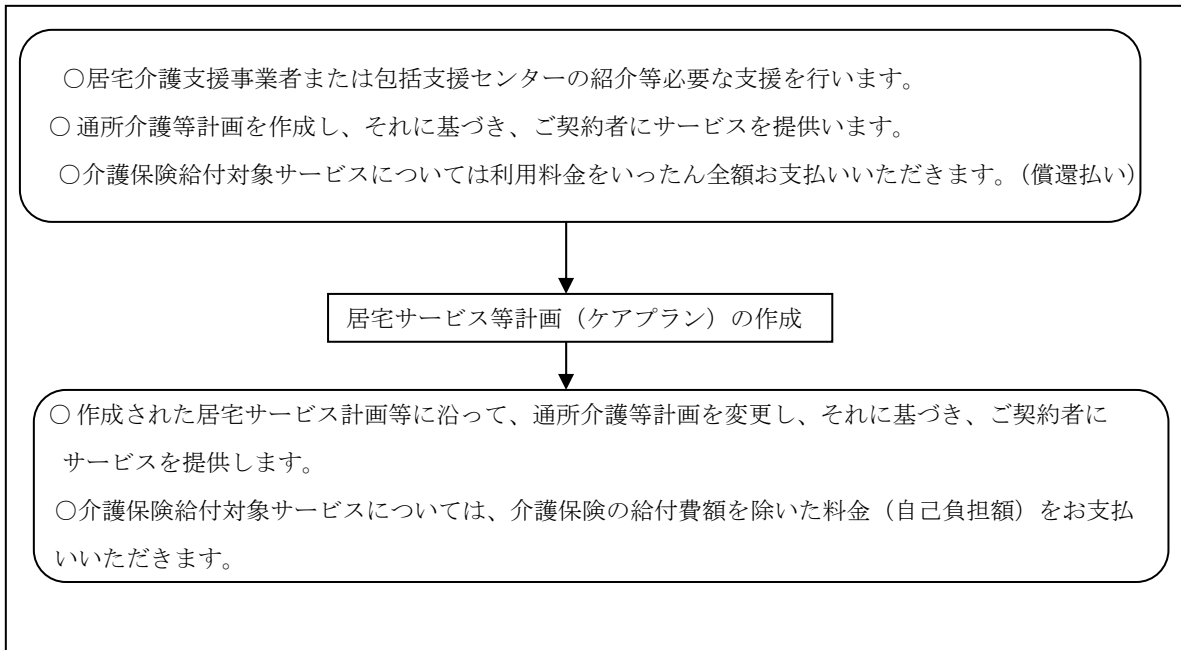 ○居宅介護支援事業者または包括支援センターの紹介等必要な支援を行います。
○ 通所介護等計画を作成し、それに基づき、ご契約者にサービスを提供います。
○介護保険給付対象サービスについては利用料金をいったん全額お支払いいただきます。（償還払い）
居宅サービス等計画（ケアプラン）の作成
○ 作成された居宅サービス計画等に沿って、通所介護等計画を変更し、それに基づき、ご契約者に
サービスを提供します。
○介護保険給付対象サービスについては、介護保険の給付費額を除いた料金（自己負担額）をお支払
いいただきます。